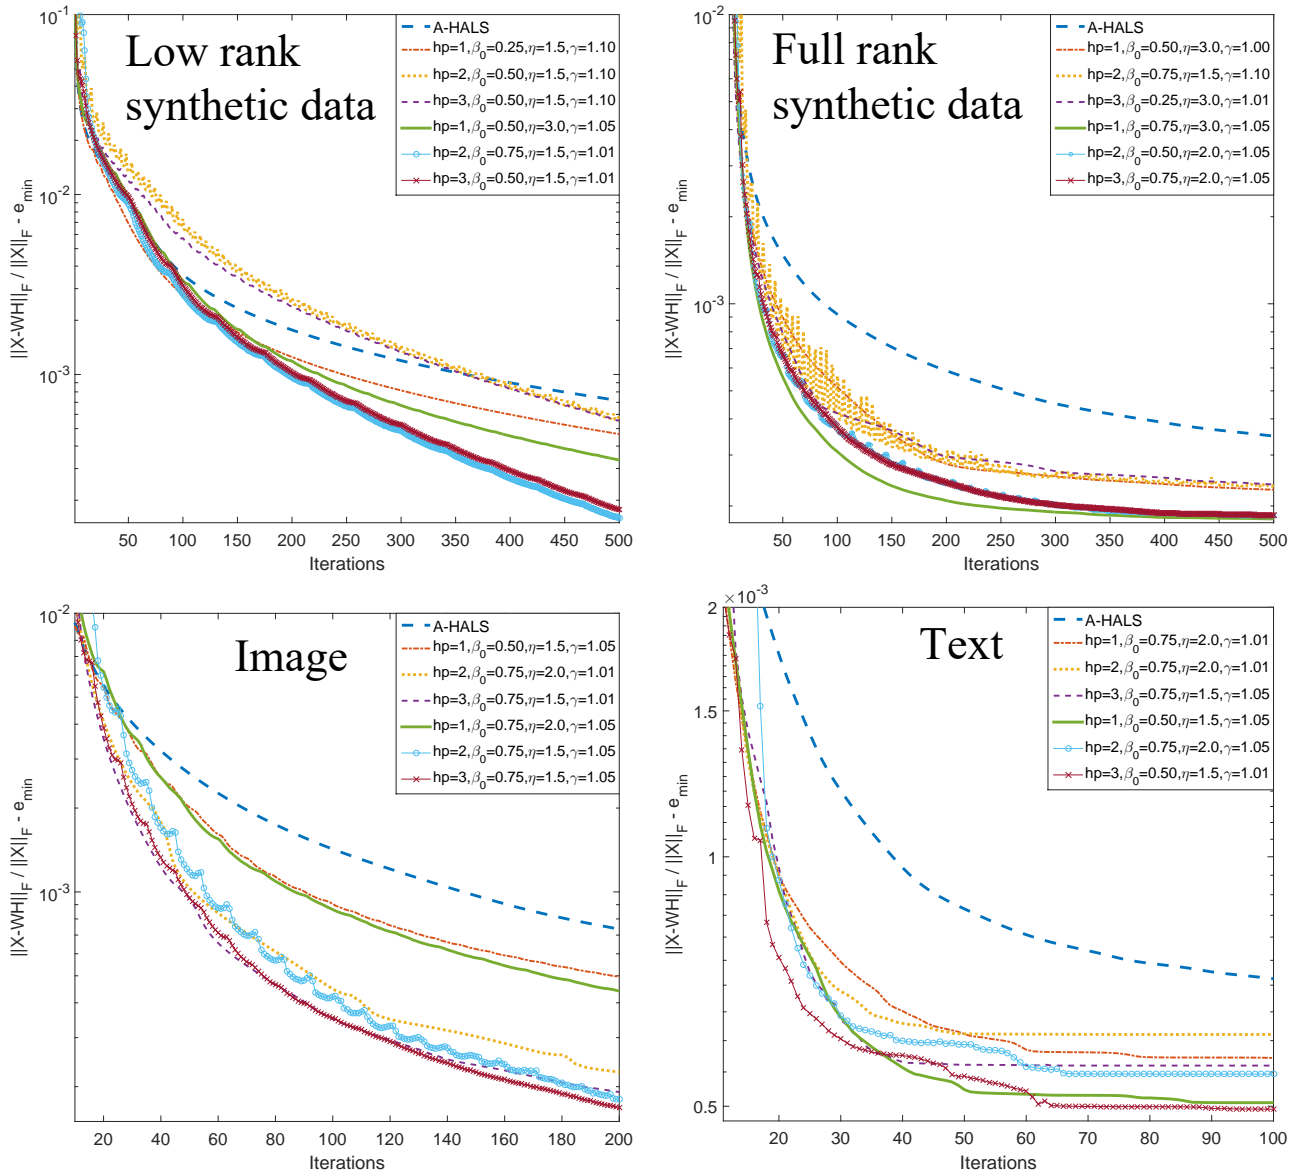 Low rank
synthetic data
A-HALS
hp=1,β₀=0.25,η=1.5,γ=1.10
hp=2,β₀=0.50,η=1.5,γ=1.10
hp=3,β₀=0.50,η=1.5,γ=1.10
hp=1,β₀=0.50,η=3.0,γ=1.05
hp=2,β₀=0.75,η=1.5,γ=1.01
hp=3,β₀=0.50,η=1.5,γ=1.01
||X-WH||_F / ||X||_F - e_min
10⁻¹
10⁻²
10⁻³
50 100 150 200 250 300 350 400 450 500
Iterations
Full rank
synthetic data
A-HALS
hp=1,β₀=0.50,η=3.0,γ=1.00
hp=2,β₀=0.75,η=1.5,γ=1.10
hp=3,β₀=0.25,η=3.0,γ=1.01
hp=1,β₀=0.75,η=3.0,γ=1.05
hp=2,β₀=0.50,η=2.0,γ=1.05
hp=3,β₀=0.75,η=2.0,γ=1.05
||X-WH||_F / ||X||_F - e_min
10⁻²
10⁻³
50 100 150 200 250 300 350 400 450 500
Iterations
Image
A-HALS
hp=1,β₀=0.50,η=1.5,γ=1.05
hp=2,β₀=0.75,η=2.0,γ=1.01
hp=3,β₀=0.75,η=1.5,γ=1.01
hp=1,β₀=0.75,η=2.0,γ=1.05
hp=2,β₀=0.75,η=1.5,γ=1.05
hp=3,β₀=0.75,η=1.5,γ=1.05
||X-WH||_F / ||X||_F - e_min
10⁻²
10⁻³
20 40 60 80 100 120 140 160 180 200
Iterations
Text
A-HALS
hp=1,β₀=0.75,η=2.0,γ=1.01
hp=2,β₀=0.75,η=2.0,γ=1.01
hp=3,β₀=0.75,η=1.5,γ=1.05
hp=1,β₀=0.50,η=1.5,γ=1.05
hp=2,β₀=0.75,η=2.0,γ=1.05
hp=3,β₀=0.50,η=1.5,γ=1.01
||X-WH||_F / ||X||_F - e_min
×10⁻³
2
1.5
1
0.5
20 30 40 50 60 70 80 90 100
Iterations